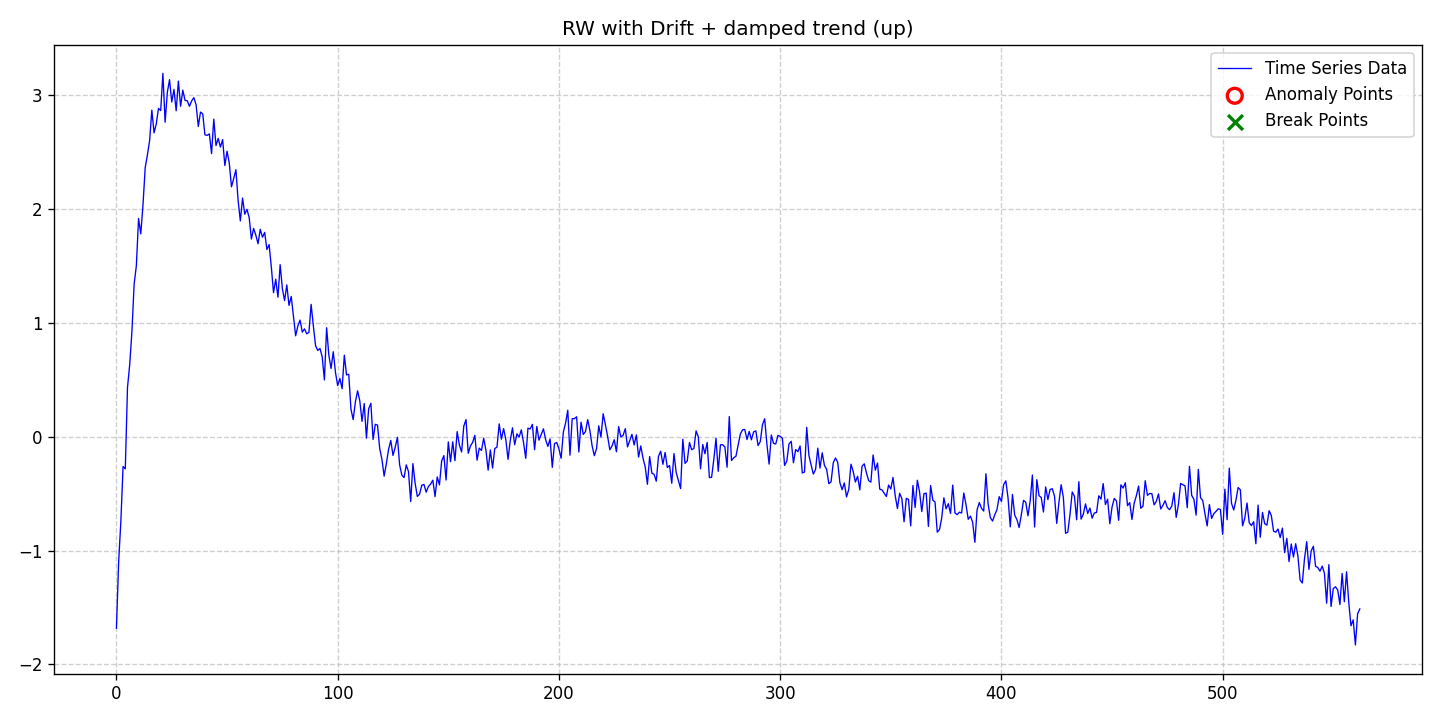 RW with Drift + damped trend (up)
Time Series Data
Anomaly Points
Break Points
3
2
1
0
−1
−2
0 100 200 300 400 500